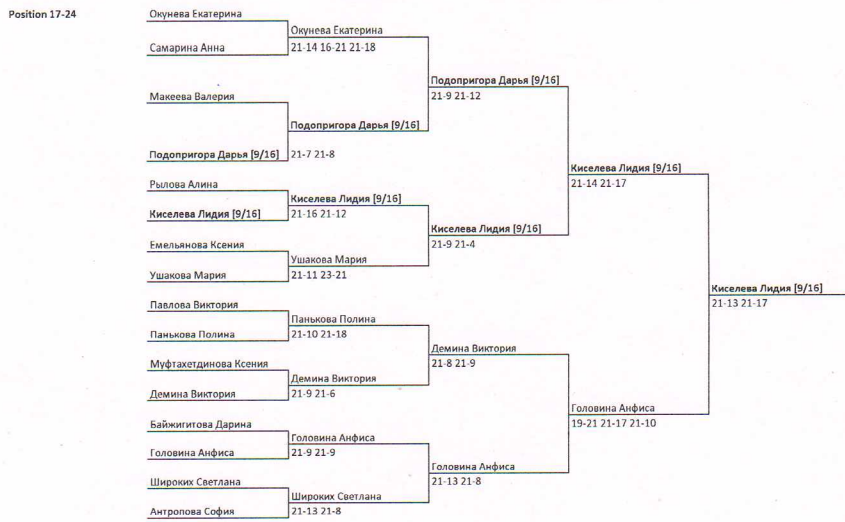 Position 17-24
Окунева Екатерина
Окунева Екатерина
Самарина Анна
21-14 16-21 21-18
Подопригора Дарья [9/16]
21-9 21-12
Макеева Валерия
Подопригора Дарья [9/16]
Подопригора Дарья [9/16]
21-7 21-8
Киселева Лидия [9/16]
21-14 21-17
Рылова Алина
Киселева Лидия [9/16]
Киселева Лидия [9/16]
21-16 21-12
Киселева Лидия [9/16]
21-9 21-4
Емельянова Ксения
Ушакова Мария
Ушакова Мария
21-11 23-21
Киселева Лидия [9/16]
21-13 21-17
Павлова Виктория
Панькова Полина
Панькова Полина
21-10 21-18
Демина Виктория
21-8 21-9
Муфтахетдинова Ксения
Демина Виктория
Демина Виктория
21-9 21-6
Головина Анфиса
19-21 21-17 21-10
Байжигитова Дарина
Головина Анфиса
Головина Анфиса
21-9 21-9
Головина Анфиса
21-13 21-8
Широких Светлана
Широких Светлана
Антропова София
21-13 21-8